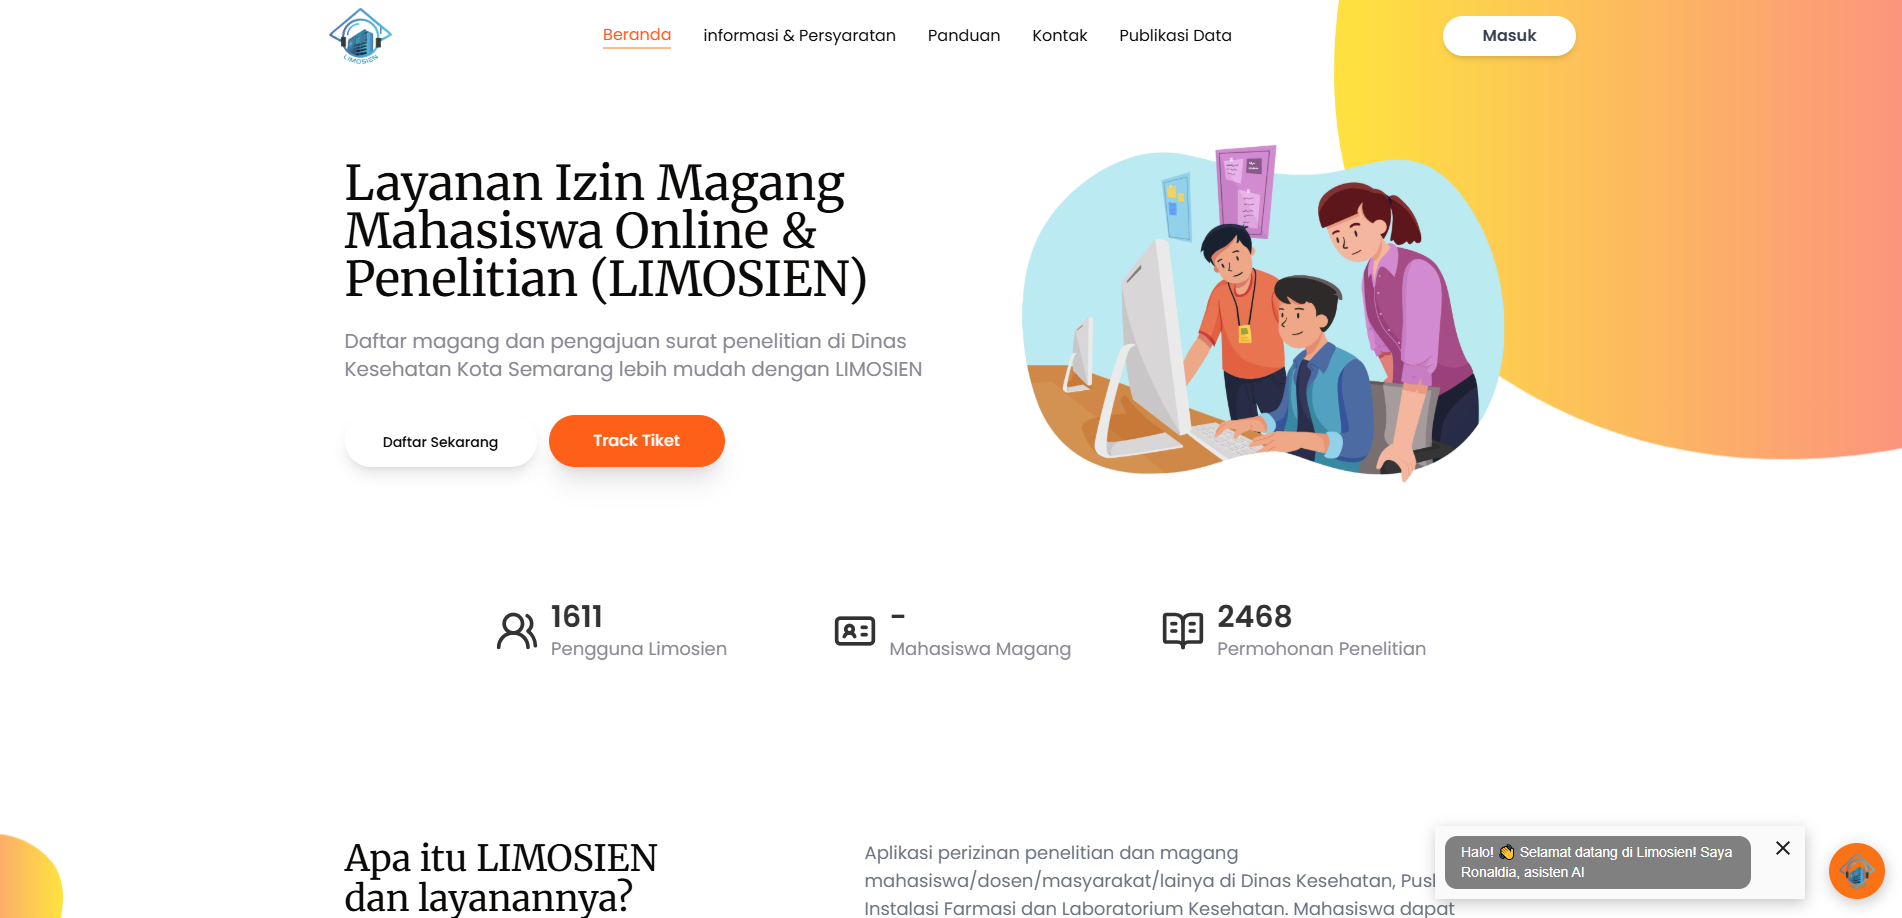 LIMOSIEN
Beranda
informasi & Persyaratan
Panduan
Kontak
Publikasi Data
Masuk
Layanan Izin Magang
Mahasiswa Online &
Penelitian (LIMOSIEN)
Daftar magang dan pengajuan surat penelitian di Dinas
Kesehatan Kota Semarang lebih mudah dengan LIMOSIEN
Daftar Sekarang
Track Tiket
1611
Pengguna Limosien
-
Mahasiswa Magang
2468
Permohonan Penelitian
Apa itu LIMOSIEN
dan layanannya?
Aplikasi perizinan penelitian dan magang
mahasiswa/dosen/masyarakat/lainya di Dinas Kesehatan,
Instalasi Farmasi dan Laboratorium Kesehatan. Mahasiswa dapat
Halo! 👋 Selamat datang di Limosien! Saya
Ronaldia, asisten AI